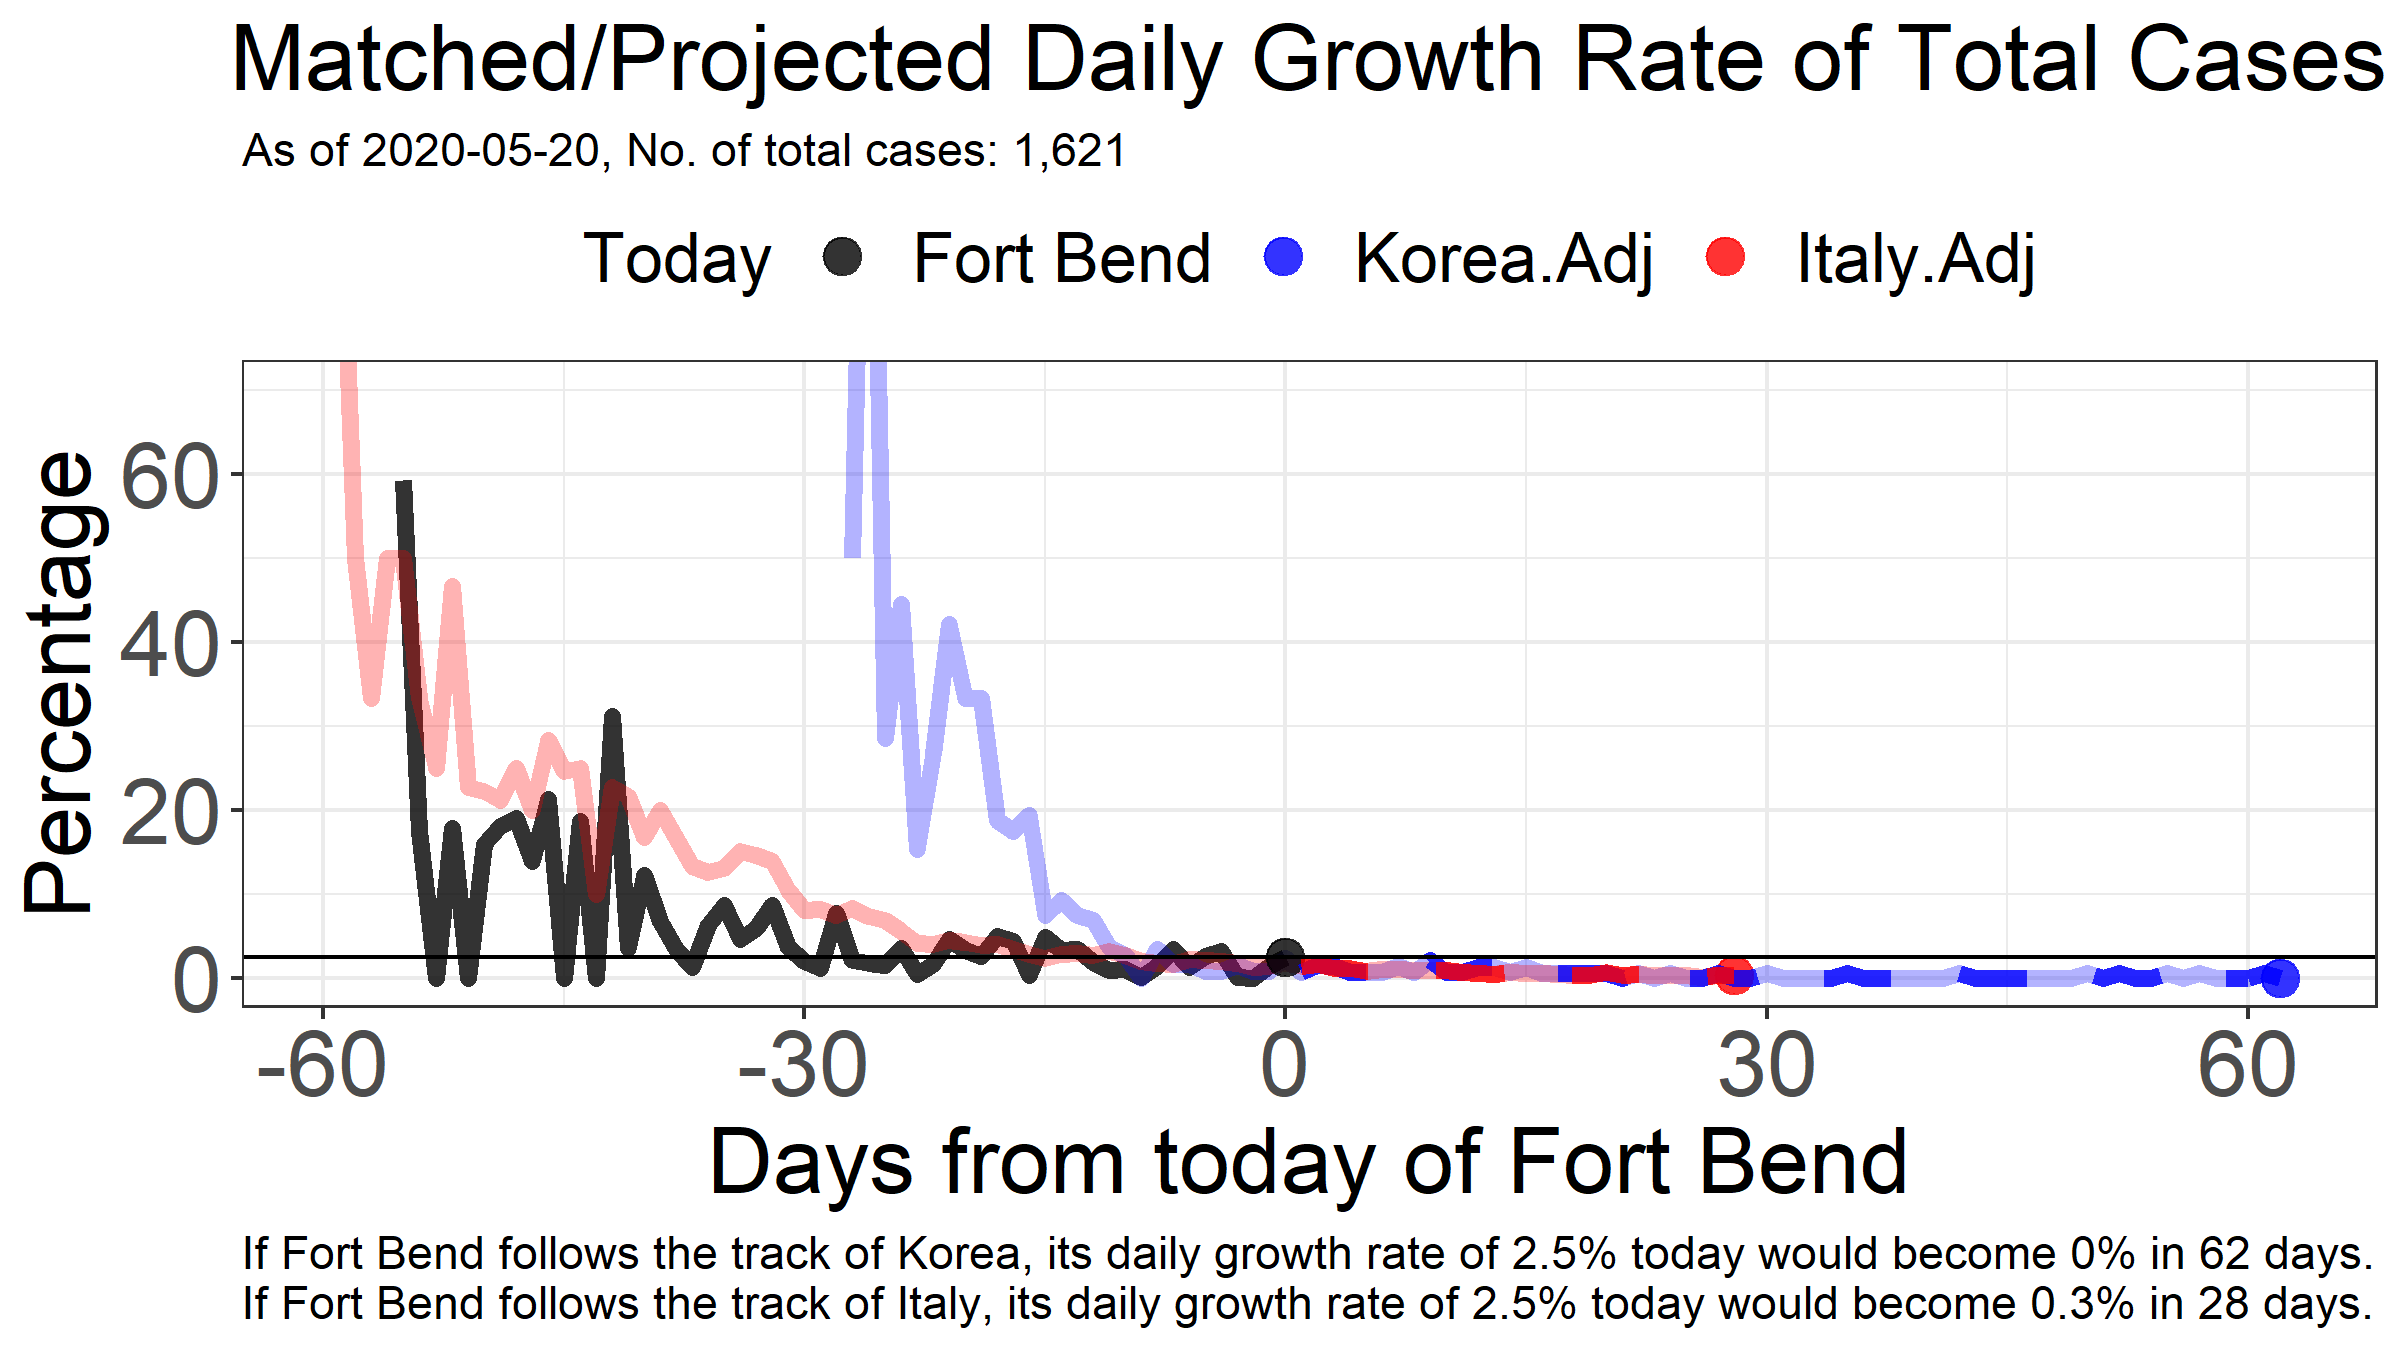 Matched/Projected Daily Growth Rate of Total Cases
As of 2020-05-20, No. of total cases: 1,621
Today Fort Bend Korea.Adj Italy.Adj
Percentage
60
40
20
0
-60 -30 0 30 60
Days from today of Fort Bend
If Fort Bend follows the track of Korea, its daily growth rate of 2.5% today would become 0% in 62 days.
If Fort Bend follows the track of Italy, its daily growth rate of 2.5% today would become 0.3% in 28 days.